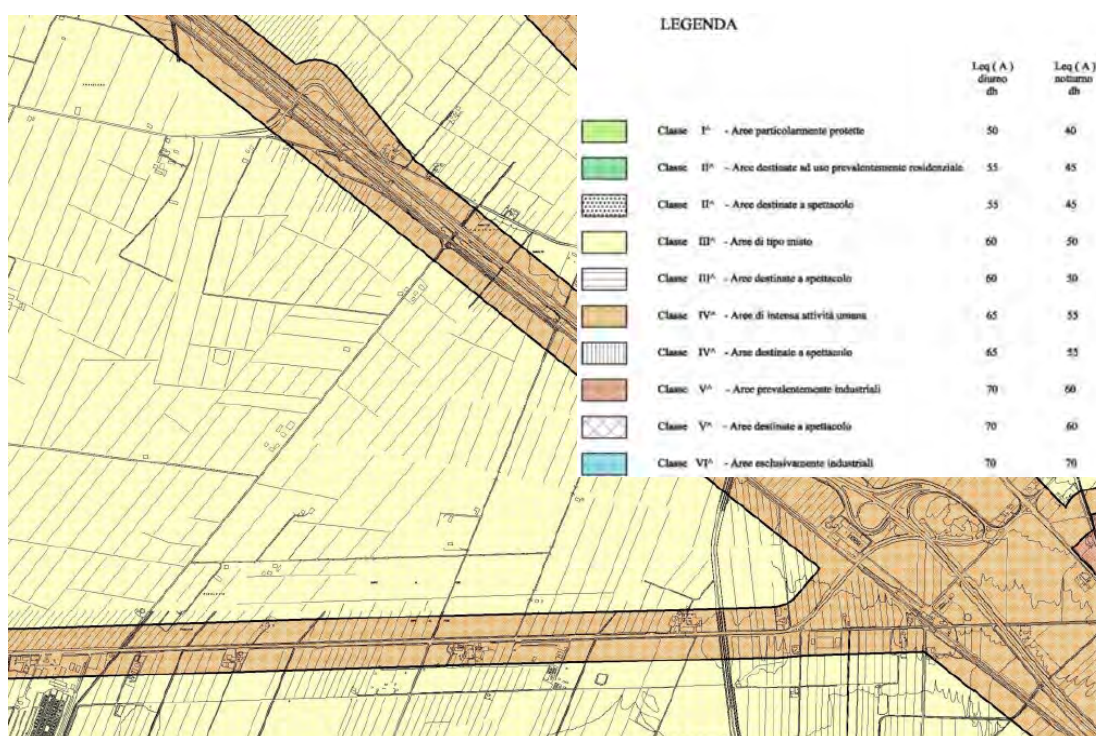 LEGENDA
Leq ( A ) diurno dh
Leq ( A ) notturno dh
Classe I^ - Aree particolarmente protette 50 40
Classe II^ - Aree destinate ad uso prevalentemente residenziale 55 45
Classe II^ - Aree destinate a spettacolo 55 45
Classe III^ - Aree di tipo misto 60 50
Classe III^ - Aree destinate a spettacolo 60 50
Classe IV^ - Aree di intensa attività umana 65 55
Classe IV^ - Aree destinate a spettacolo 65 55
Classe V^ - Aree prevalentemente industriali 70 60
Classe V^ - Aree destinate a spettacolo 70 60
Classe VI^ - Aree esclusivamente industriali 70 70